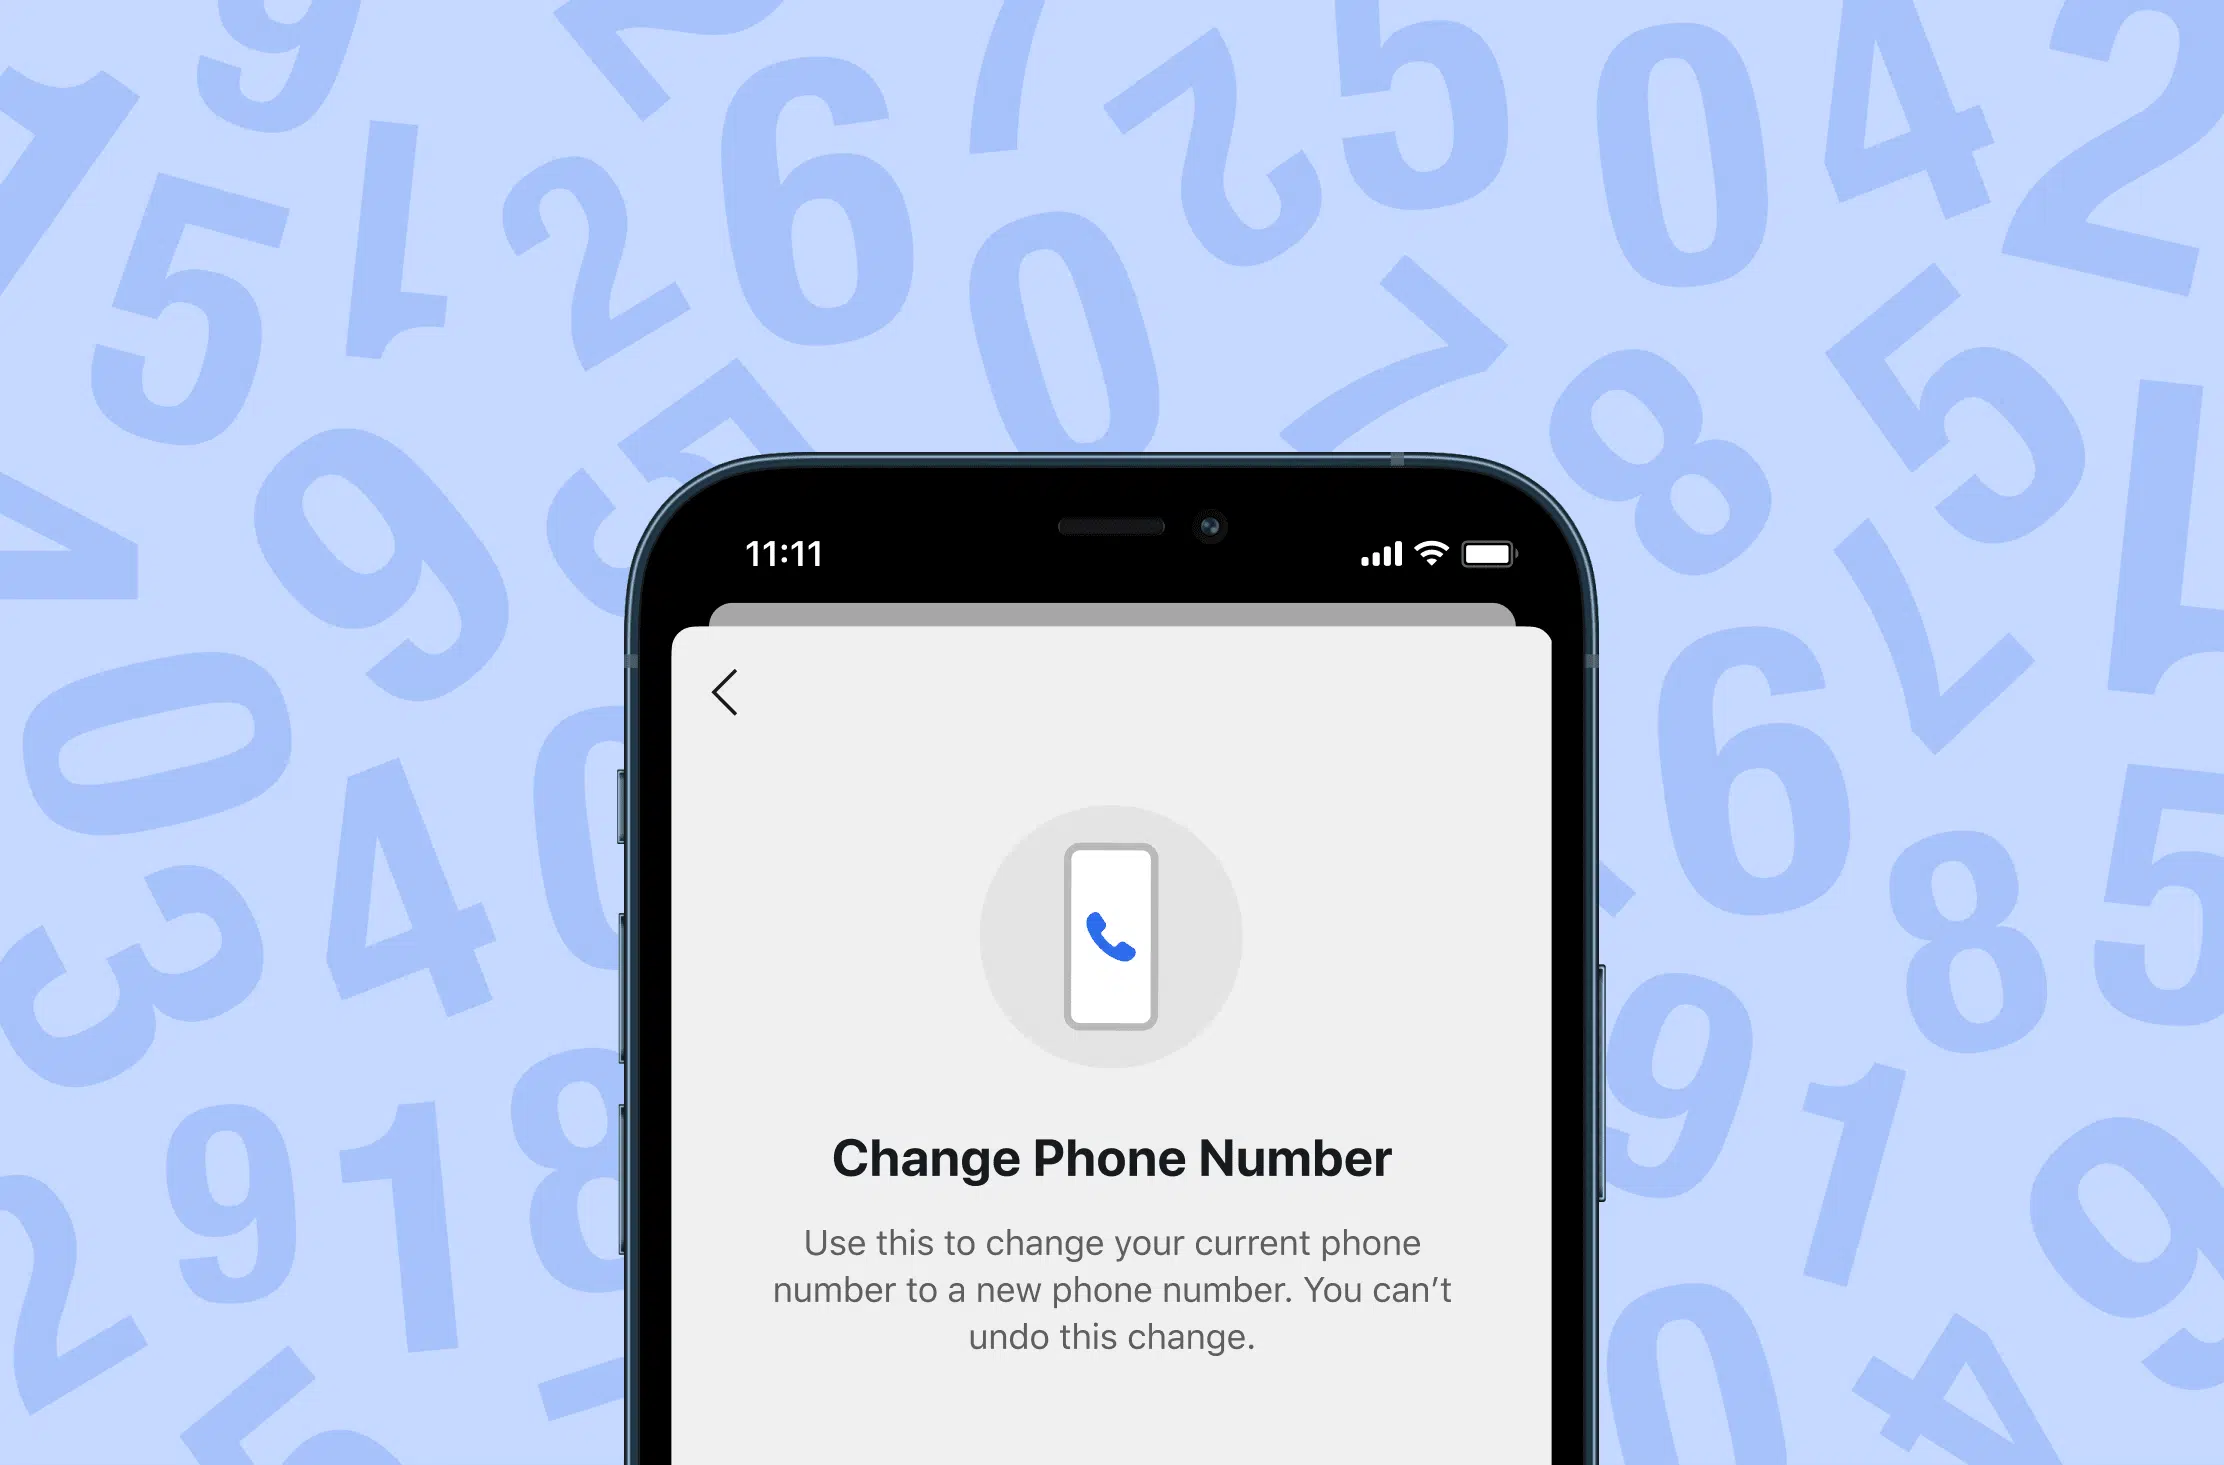 11:11
Change Phone Number
Use this to change your current phone
number to a new phone number. You can’t
undo this change.